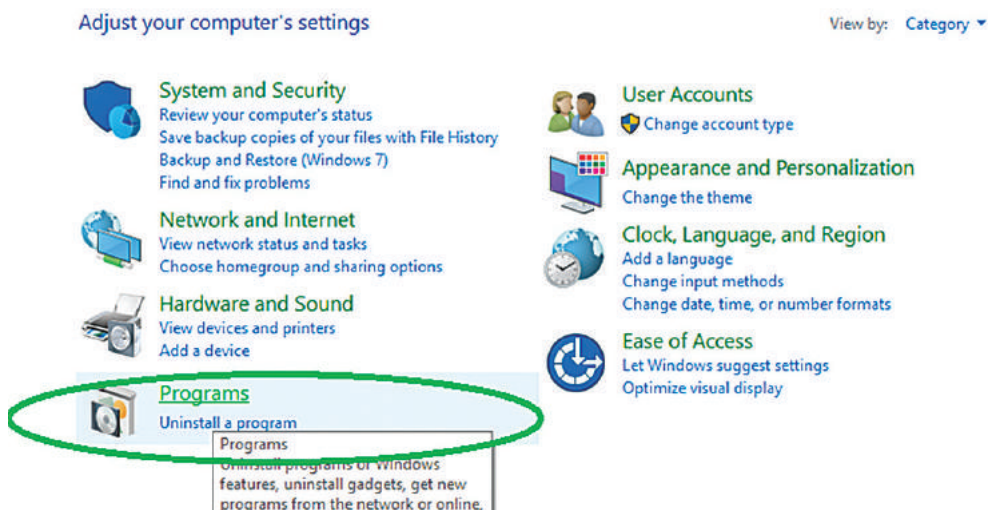 Adjust your computer's settings
View by: Category
System and Security
Review your computer's status
Save backup copies of your files with File History
Backup and Restore (Windows 7)
Find and fix problems
Network and Internet
View network status and tasks
Choose homegroup and sharing options
Hardware and Sound
View devices and printers
Add a device
Programs
Uninstall a program
Programs
Uninstall programs or Windows
features, uninstall gadgets, get new
programs from the network or online.
User Accounts
Change account type
Appearance and Personalization
Change the theme
Clock, Language, and Region
Add a language
Change input methods
Change date, time, or number formats
Ease of Access
Let Windows suggest settings
Optimize visual display